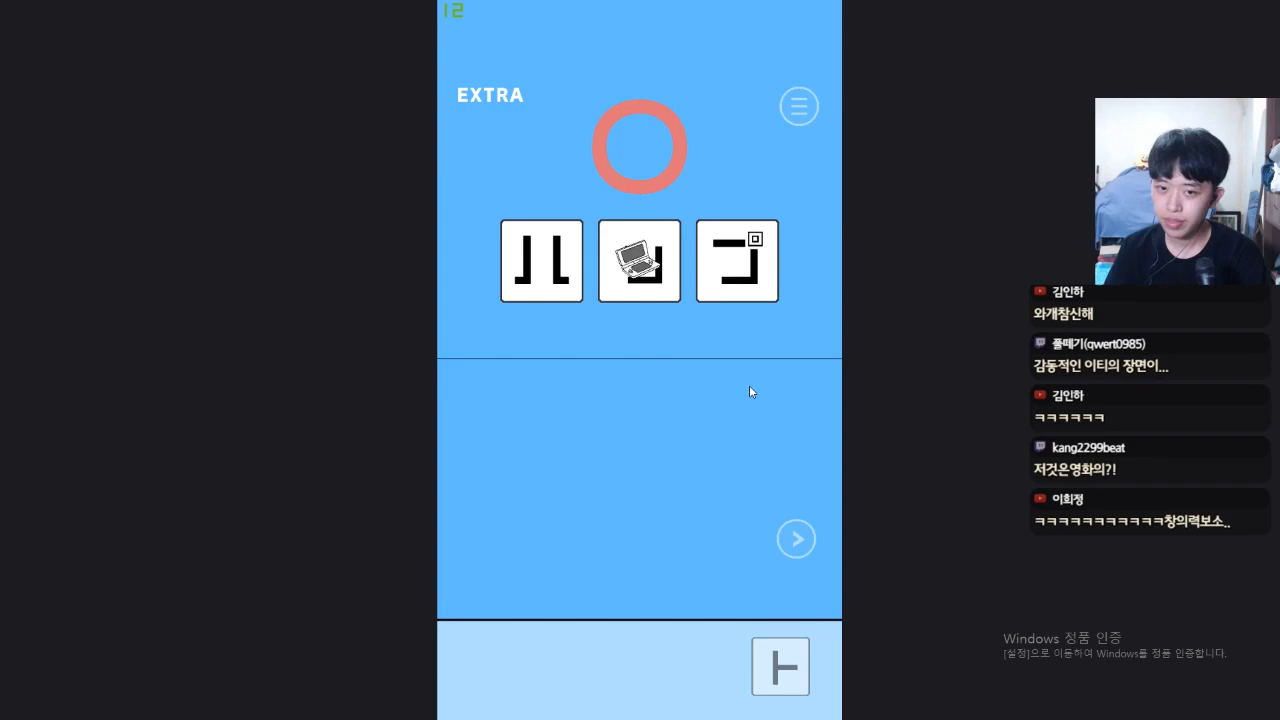 12
EXTRA
김인하
와개참신해
풀떼기(qwert0985)
감동적인 이티의 장면이...
김인하
ㅋㅋㅋㅋㅋㅋ
kang2299beat
저것은영화의?!
이희정
ㅋㅋㅋㅋㅋㅋㅋㅋㅋㅋㅋ창의력보소..
Windows 정품 인증
[설정]으로 이동하여 Windows를 정품 인증합니다.
ト